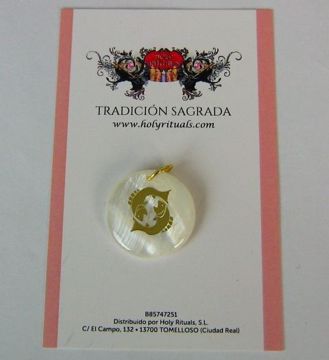 TRADICIÓN SAGRADA
www.holyrituals.com
B85747251
Distribuido por Holy Rituals, S.L.
C/ El Campo, 132 • 13700 TOMELLOSO (Ciudad Real)